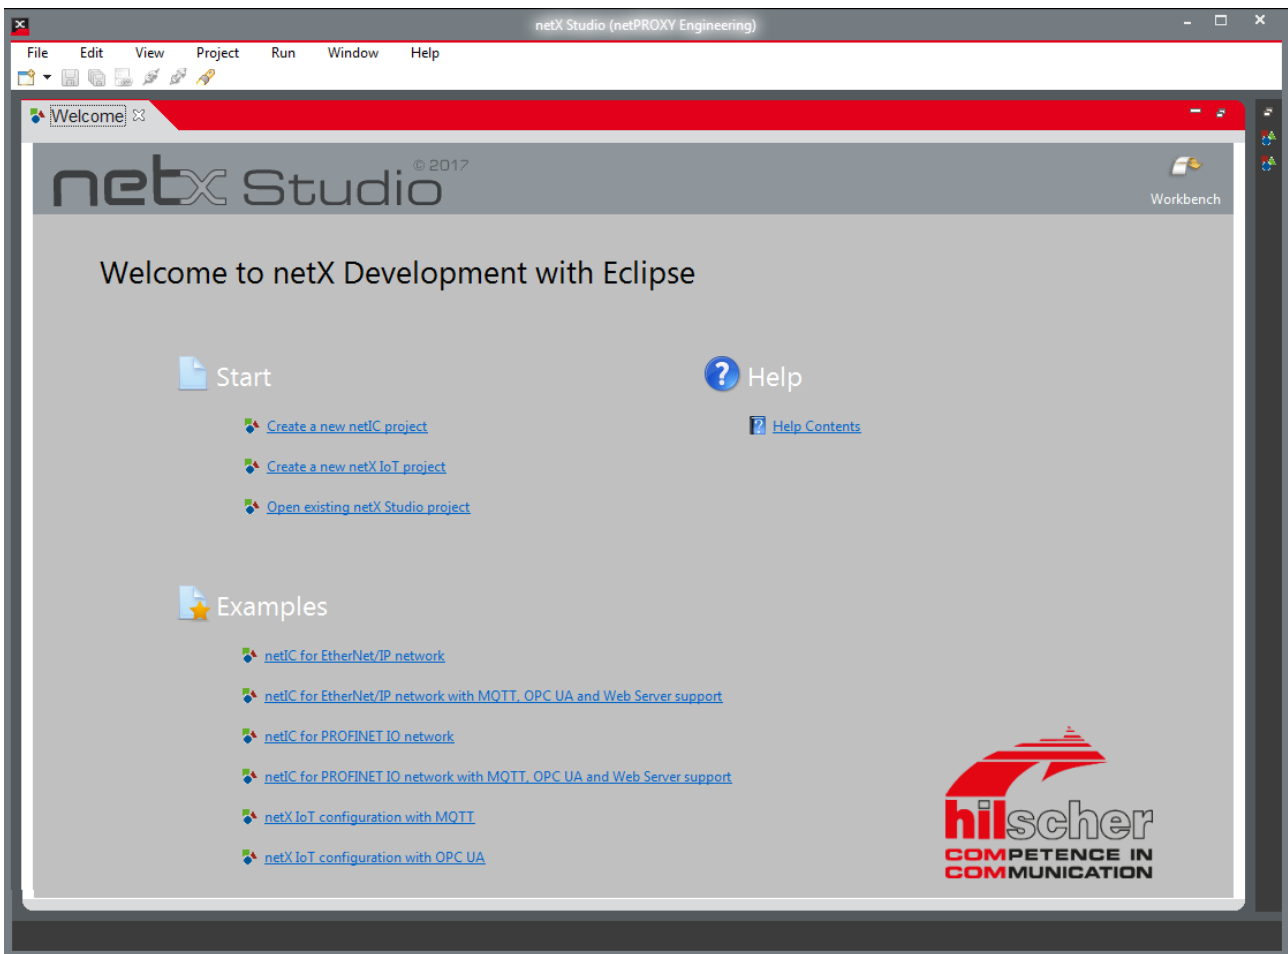 netX Studio (netPROXY Engineering)
File Edit View Project Run Window Help
Welcome
netx Studio © 2017
Workbench
Welcome to netX Development with Eclipse
Start
Create a new netIC project
Create a new netX IoT project
Open existing netX Studio project
Help
Help Contents
Examples
netIC for EtherNet/IP network
netIC for EtherNet/IP network with MQTT, OPC UA and Web Server support
netIC for PROFINET IO network
netIC for PROFINET IO network with MQTT, OPC UA and Web Server support
netX IoT configuration with MQTT
netX IoT configuration with OPC UA
hilscher
COMPETENCE IN
COMMUNICATION